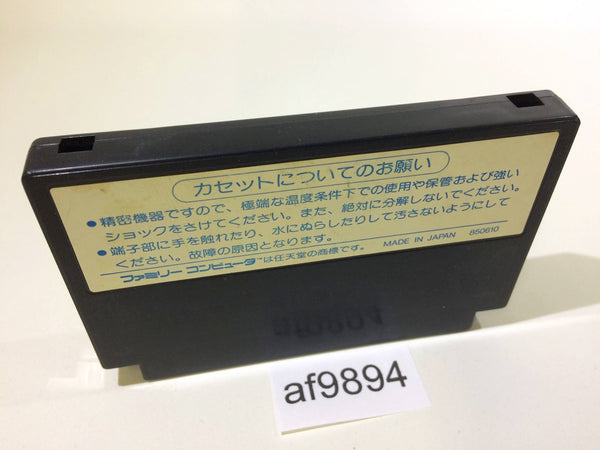 カセットについてのお願い
●精密機器ですので、極端な温度条件下での使用や保管および強い
ショックをさけてください。また、絶対に分解しないでください。
●端子部に手を触れたり、水にぬらしたりして汚さないようにして
ください。故障の原因となります。
ファミリー コンピュータ は任天堂の商標です。 MADE IN JAPAN 850610
af9894